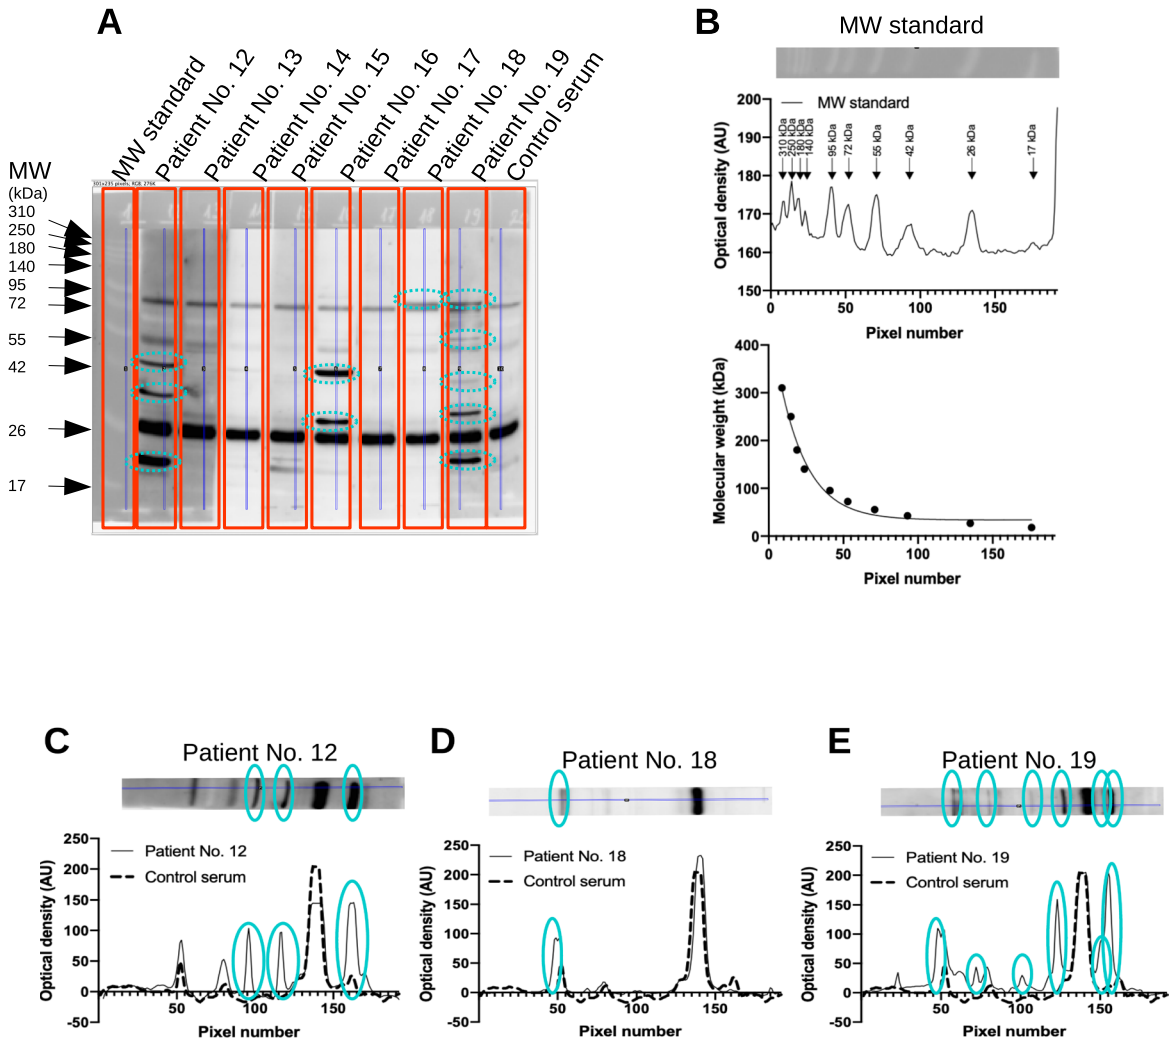 A
MW standard
Patient No. 12
Patient No. 13
Patient No. 14
Patient No. 15
Patient No. 16
Patient No. 17
Patient No. 18
Patient No. 19
Control serum
MW
(kDa)
310
250
180
140
95
72
55
42
26
17
301×235 pixels; RGB; 276K
18
19
B
MW standard
MW standard
310 kDa
250 kDa
180 kDa
140 kDa
95 kDa
72 kDa
55 kDa
42 kDa
26 kDa
17 kDa
Optical density (AU)
200
190
180
170
160
150
0
50
100
150
Pixel number
Molecular weight (kDa)
400
300
200
100
0
0
50
100
150
Pixel number
C
Patient No. 12
Patient No. 12
Control serum
Optical density (AU)
250
200
150
100
50
0
-50
50
100
150
Pixel number
D
Patient No. 18
Patient No. 18
Control serum
Optical density (AU)
250
200
150
100
50
0
-50
50
100
150
Pixel number
E
Patient No. 19
Patient No. 19
Control serum
Optical density (AU)
250
200
150
100
50
0
-50
50
100
150
Pixel number